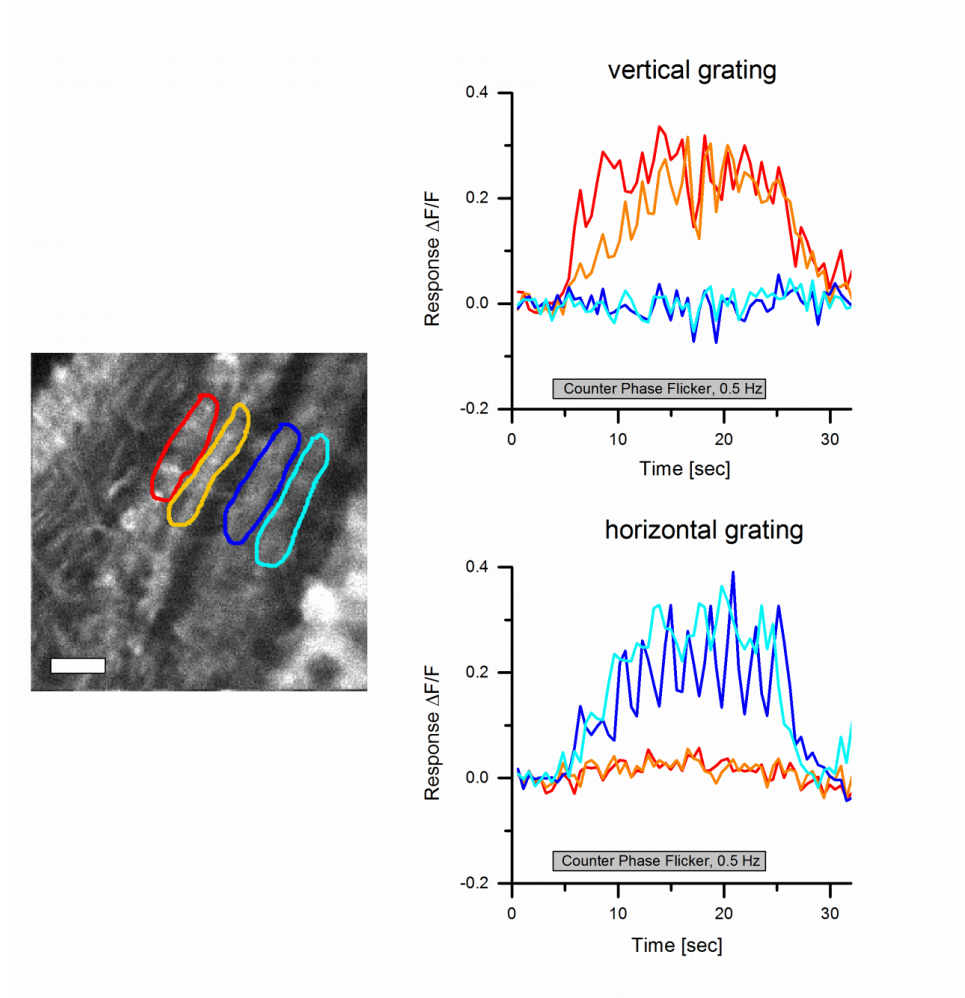 vertical grating
0.4
0.2
0.0
-0.2
Response ΔF/F
Counter Phase Flicker, 0.5 Hz
0
10
20
30
Time [sec]
horizontal grating
0.4
0.2
0.0
-0.2
Response ΔF/F
Counter Phase Flicker, 0.5 Hz
0
10
20
30
Time [sec]